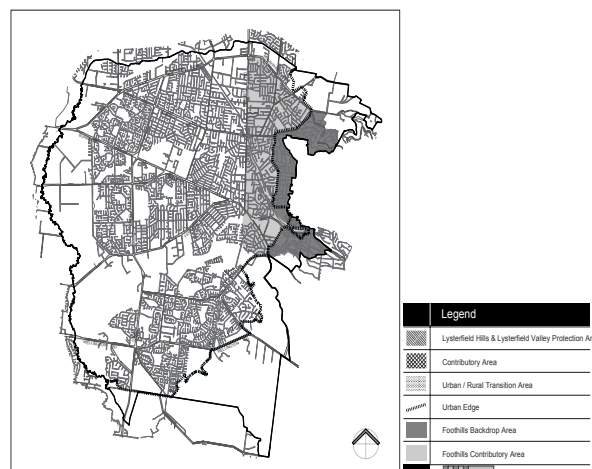 Legend
Lysterfield Hills & Lysterfield Valley Protection Ar
Contributory Area
Urban / Rural Transition Area
Urban Edge
Foothills Backdrop Area
Foothills Contributory Area